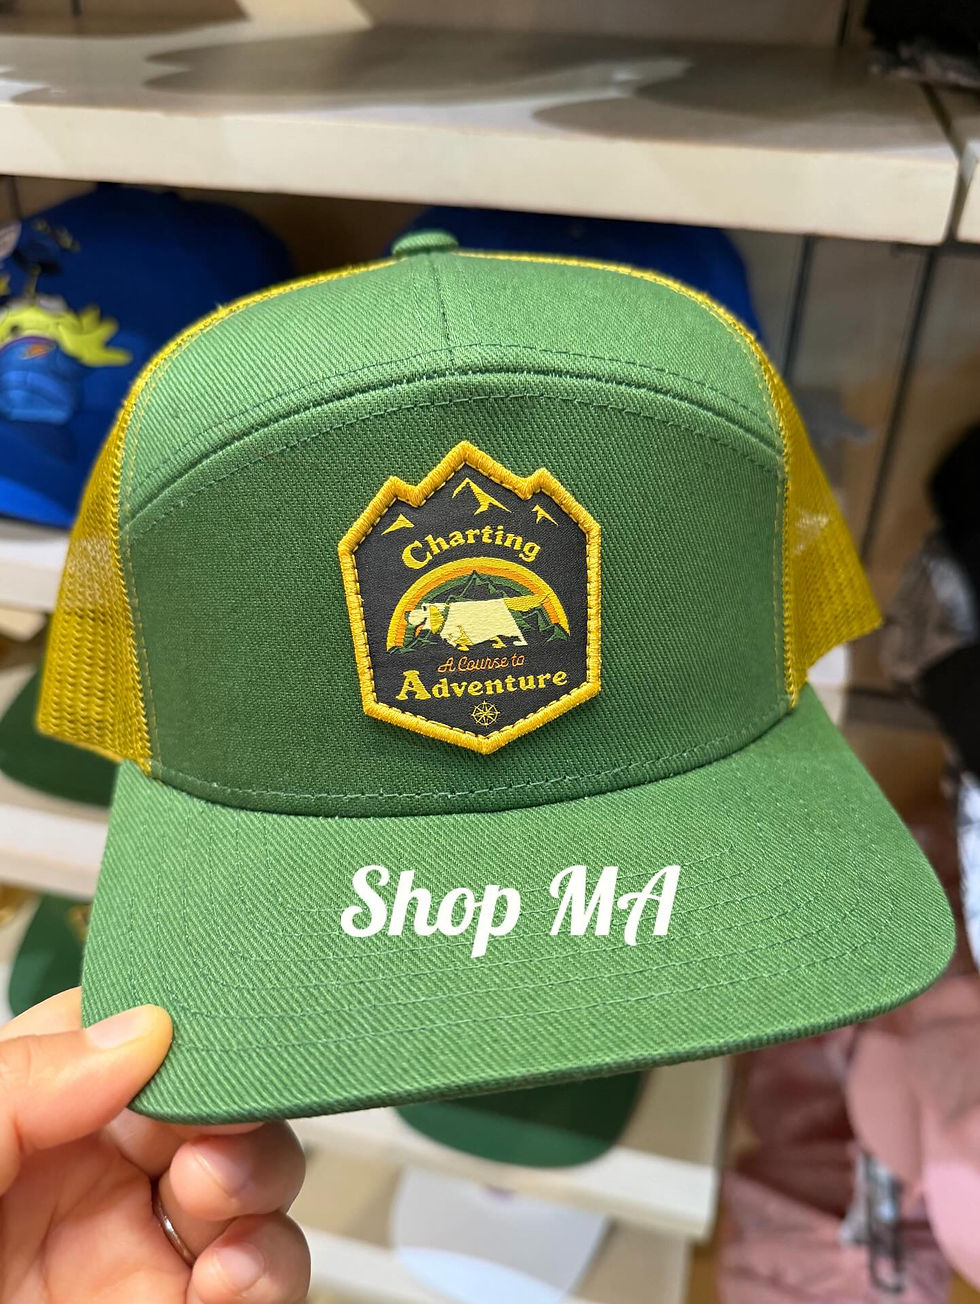 Charting
A Course to
Adventure
Shop MA